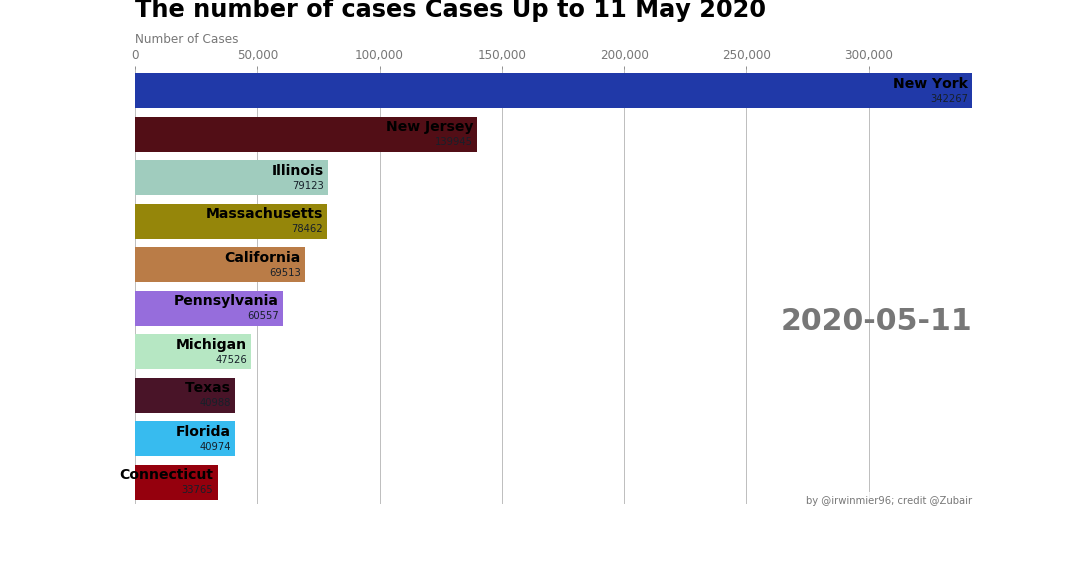 The number of cases Cases Up to 11 May 2020
Number of Cases
0 50,000 100,000 150,000 200,000 250,000 300,000
New York
342267
New Jersey
Illinois
79123
Massachusetts
78462
California
69513
Pennsylvania
60557
2020-05-11
Michigan
47526
Texas
Florida
40974
Connecticut
33765
by @irwinmier96; credit @Zubair